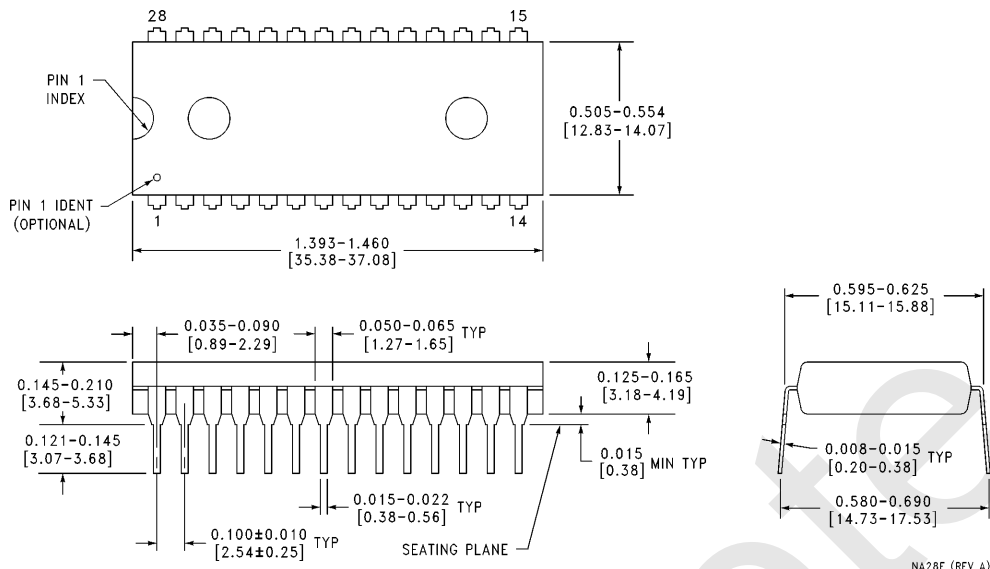 28
15
PIN 1
INDEX
0.505-0.554
[12.83-14.07]
PIN 1 IDENT
(OPTIONAL)
1
14
1.393-1.460
[35.38-37.08]
0.595-0.625
[15.11-15.88]
0.035-0.090
[0.89-2.29]
0.050-0.065 TYP
[1.27-1.65]
0.145-0.210
[3.68-5.33]
0.125-0.165
[3.18-4.19]
0.121-0.145
[3.07-3.68]
0.015
[0.38] MIN TYP
0.008-0.015 TYP
[0.20-0.38]
0.015-0.022 TYP
[0.38-0.56]
0.580-0.690
[14.73-17.53]
0.100±0.010 TYP
[2.54±0.25]
SEATING PLANE
NA28F (REV A)
ete